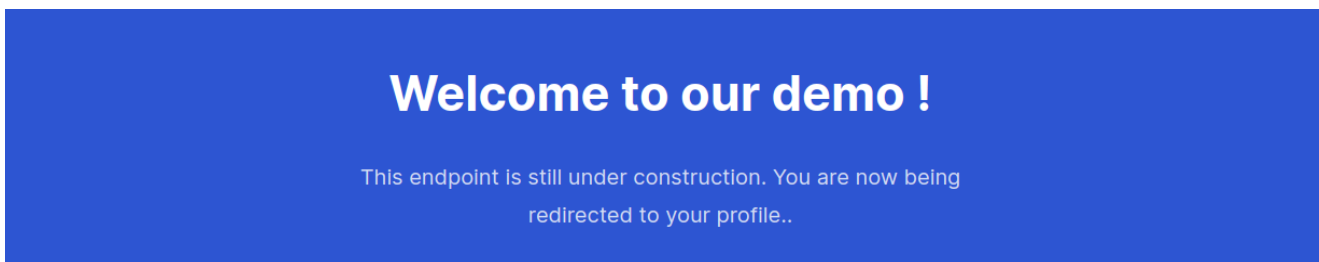 Welcome to our demo !
This endpoint is still under construction. You are now being
redirected to your profile..